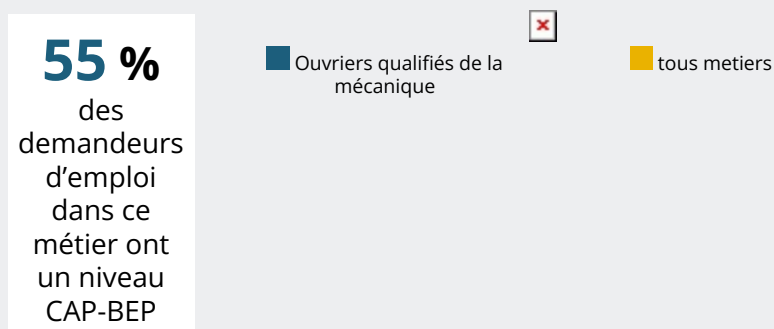 55 %
des
demandeurs
d'emploi
dans ce
métier ont
un niveau
CAP-BEP
Ouvriers qualifiés de la
mécanique
tous metiers